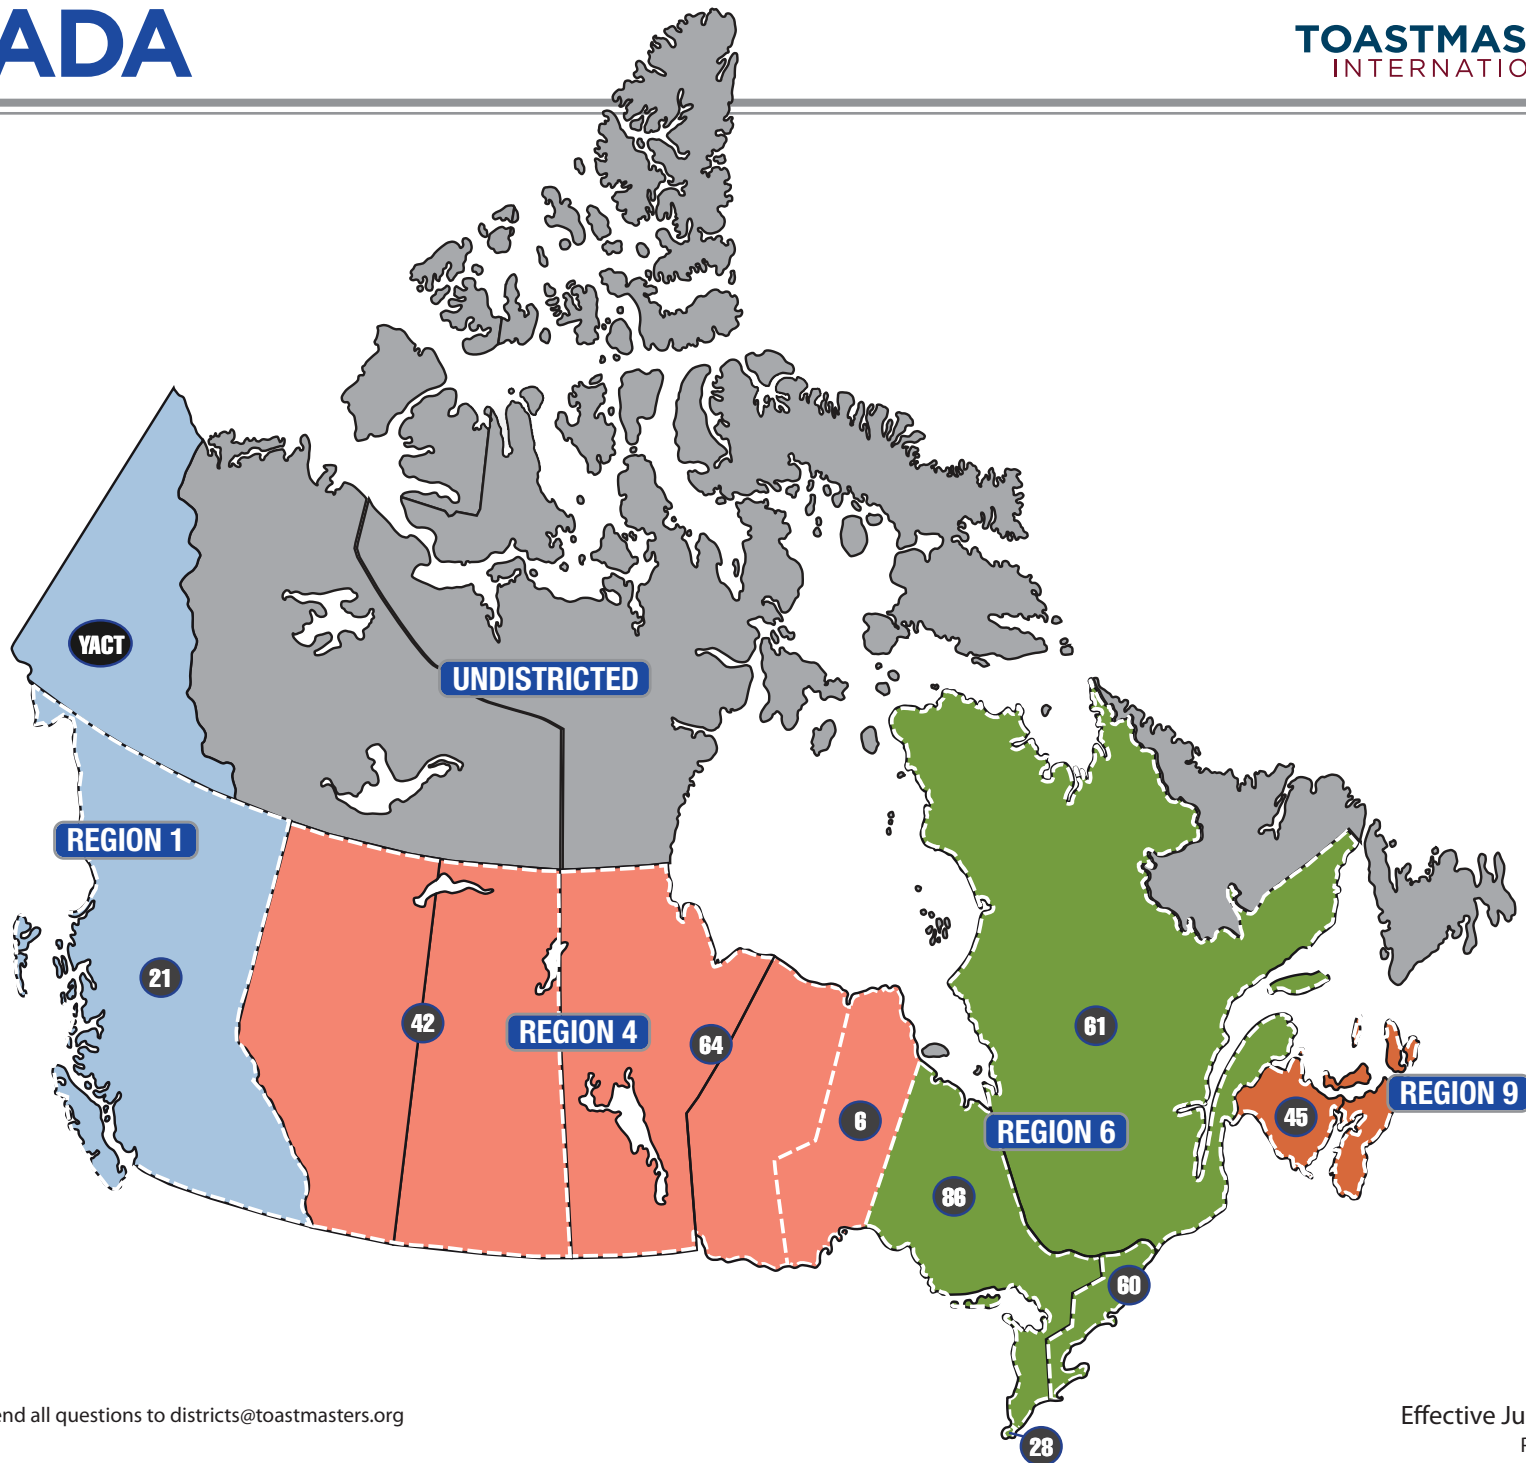 ADA
TOASTMAS
INTERNATIO
YACT
UNDISTRICTED
REGION 1
21
42
REGION 4
64
6
61
REGION 6
86
REGION 9
45
60
28
end all questions to districts@toastmasters.org
Effective Ju